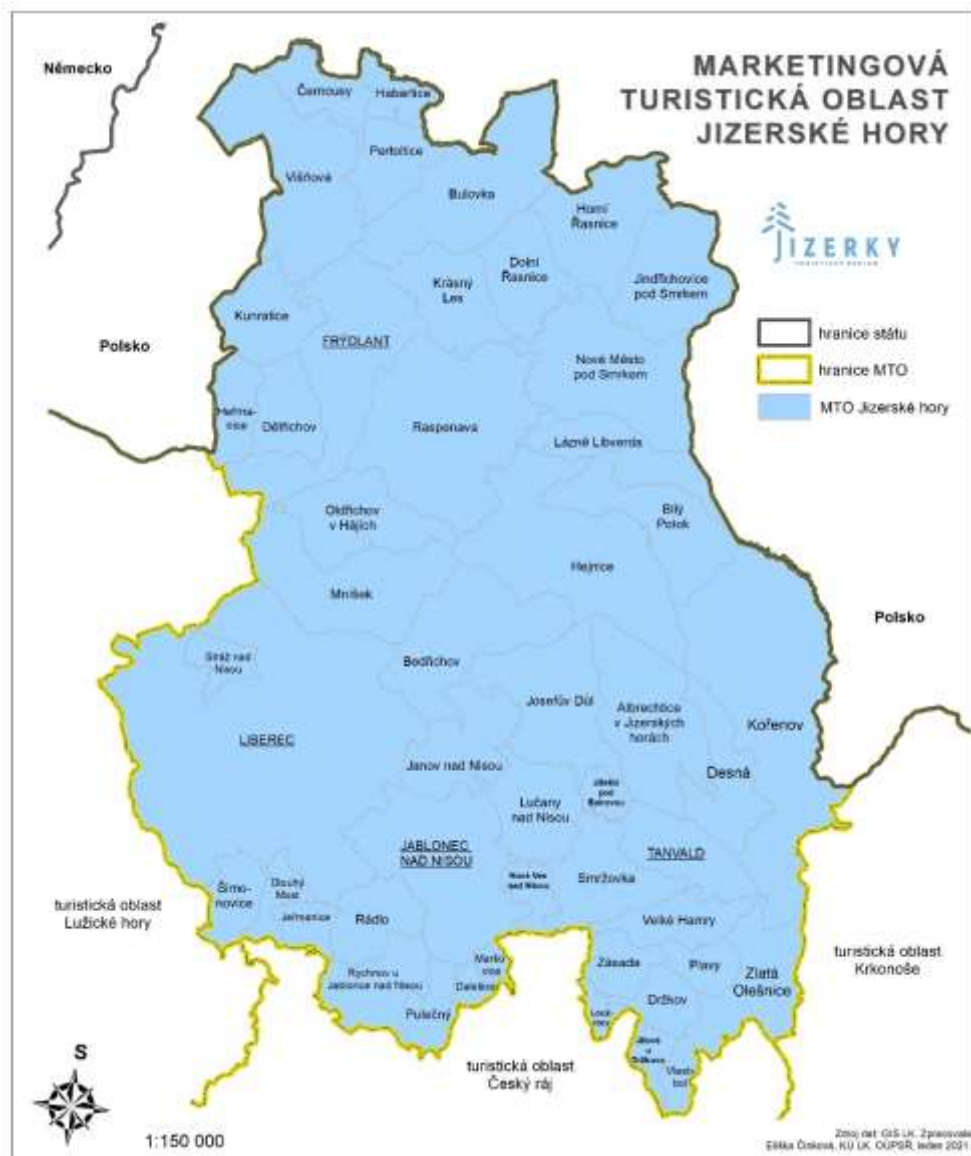 Německo
MARKETINGOVÁ
TURISTICKÁ OBLAST
JIZERSKÉ HORY
Černousy
Habartice
Pertoltice
Višňová
Bulovka
Horní
Řasnice
JIZERKY
Dolní
Řasnice
Krásný
Les
Jindřichovice
pod Smrkem
Kunratice
FRÝDLANT
hranice státu
Polsko
Nové Město
pod Smrkem
hranice MTO
MTO Jizerské hory
Heřma-
nice
Dětřichov
Raspenava
Lázně Libverda
Oldřichov
v Hájích
Bílý
Potok
Hejnice
Mníšek
Polsko
Stráž nad
Nisou
Bedřichov
Josefův Důl
Albrechtice
v Jizerských
horách
Kořenov
LIBEREC
Janov nad Nisou
Desná
Lučany
nad Nisou
JABLONEC
NAD NISOU
TANVALD
Nová Ves
nad Nisou
Smržovka
Šimo-
novice
Dlouhý
Most
Jeřmanice
Rádlo
Velké Hamry
turistická oblast
Lužické hory
turistická oblast
Krkonoše
Zásada
Plavy
Zlatá
Olešnice
Rychnov u
Jablonce nad Nisou
Držkov
Pulečný
turistická oblast
Český ráj
S
1:150 000